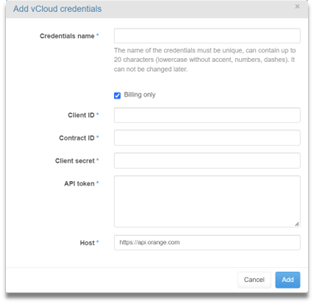 Add vCloud credentials
×
Credentials name *
The name of the credentials must be unique, can contain up to
20 characters (lowercase without accent, numbers, dashes). It
can not be changed later.
Billing only
Client ID *
Contract ID *
Client secret *
API token *
Host *
https://api.orange.com
Cancel
Add